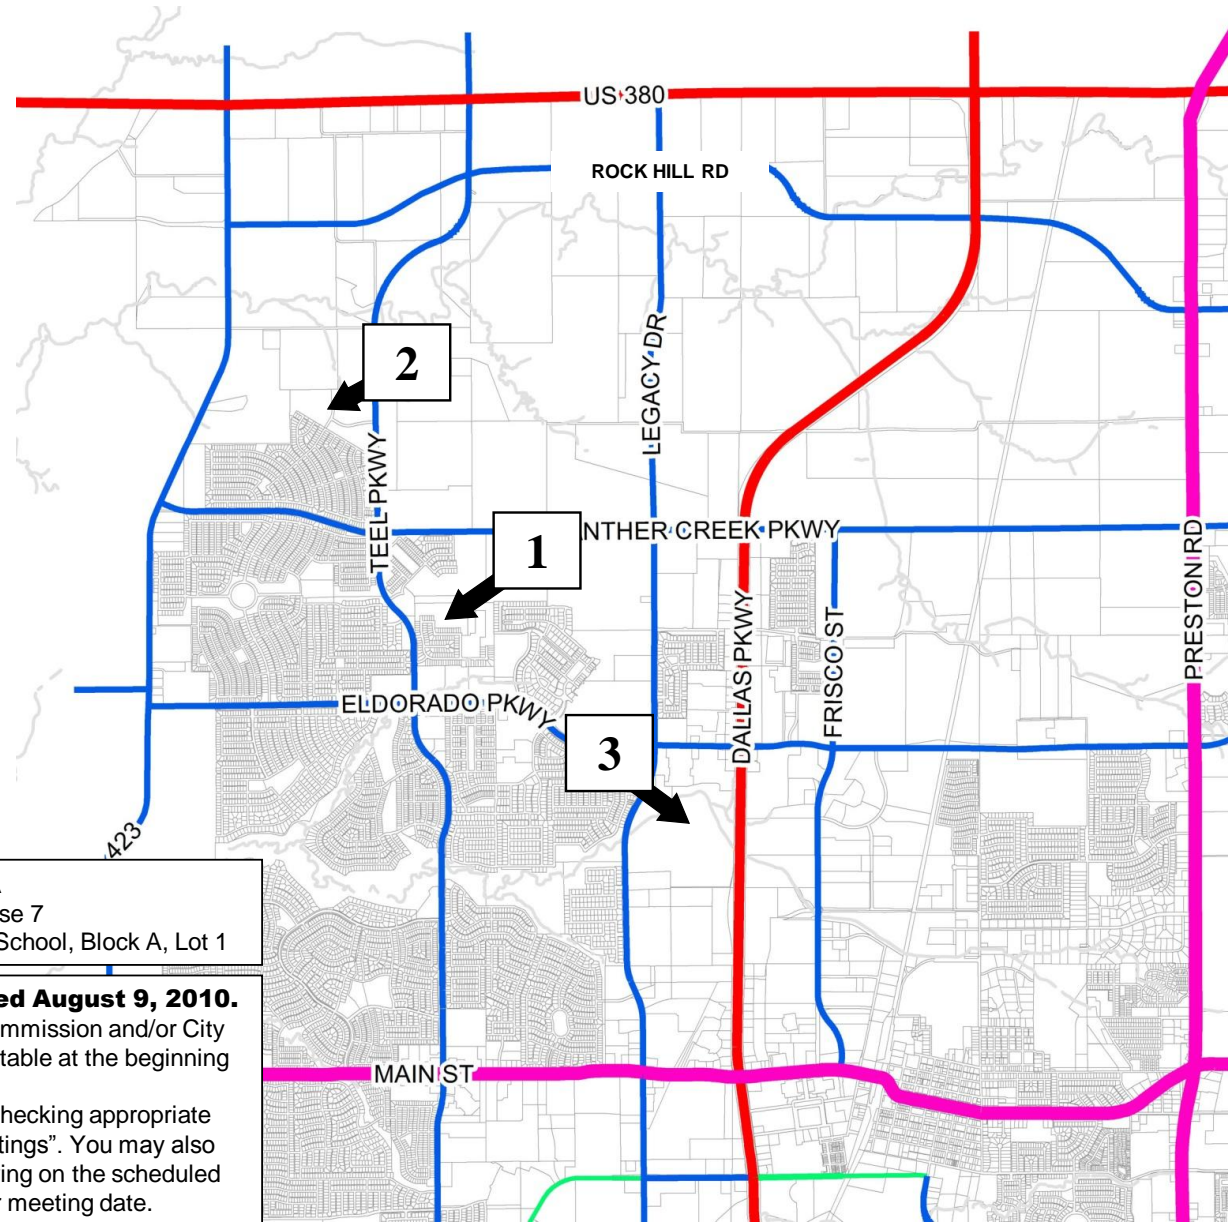 US 380
ROCK HILL RD
LEGACY DR
2
TEEL PKWY
1
NTHER CREEK PKWY
PRESTON RD
DALLAS PKWY
FRISCO ST
ELDORADO PKWY
3
423
se 7
School, Block A, Lot 1
ed August 9, 2010.
mmission and/or City
table at the beginning
MAIN ST
hecking appropriate
tings”. You may also
ing on the scheduled
meeting date.